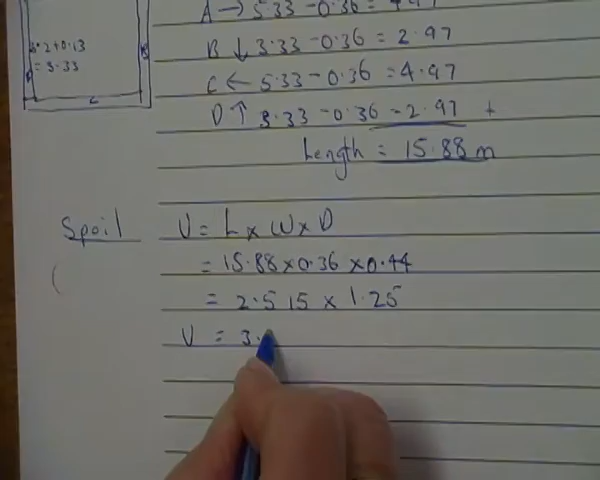 3.2+0.13
= 3.33
C
A → 5.33 - 0.36 = 4.97
B ↓ 3.33 - 0.36 = 2.97
C ← 5.33 - 0.36 = 4.97
D ↑ 3.33 - 0.36 = 2.97 +
Length = 15.88 m
Spoil V = L x W x D
= 15.88 x 0.36 x 0.44
= 2.515 x 1.25
V = 3.